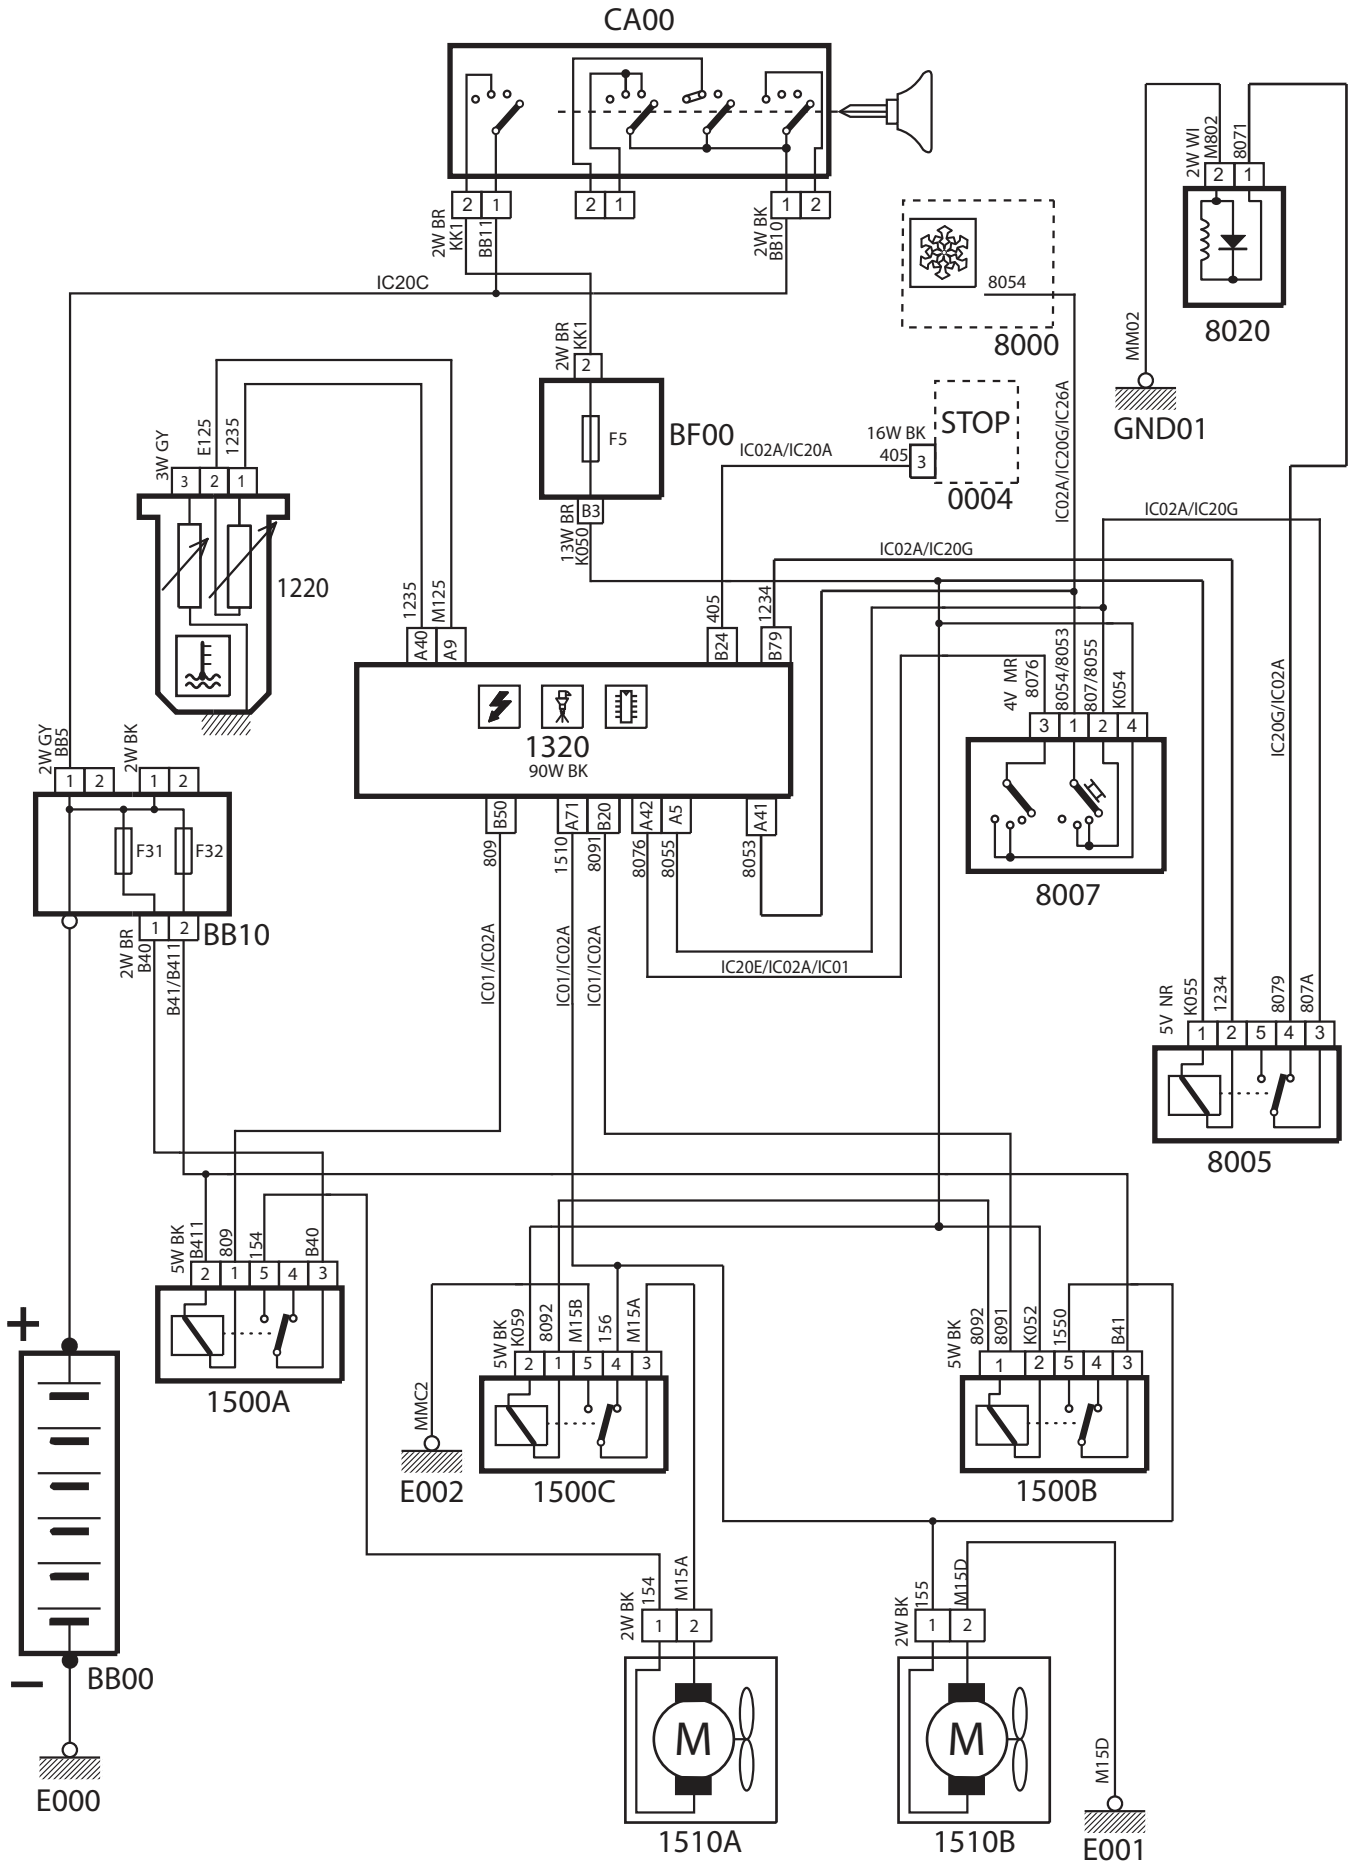 CA00
2 1
2 1
1 2
2W BR
KK1
BB11
2W BK
BB10
IC20C
8054
8000
2W WI
M802
8071
2 1
8020
MM02
GND01
2W BR
KK1
2
F5
BF00
B3
13W BR
K050
STOP
16W BK
405
3
0004
IC02A/IC20A
IC02A/IC20G/IC26A
IC02A/IC20G
IC02A/IC20G
3W GY
E125
1235
3 2 1
1220
1235
M125
A40
A9
405
B24
1234
B79
1320
90W BK
B50
A71
B20
A42
A5
A41
809
1510
8091
8076
8055
8053
IC01/IC02A
IC01/IC02A
IC01/IC02A
IC20E/IC02A/IC01
4V MR
8076
8054/8053
807/8055
K054
3 1 2 4
8007
IC20G/IC02A
2W GY
BB5
2W BK
1 2
1 2
F31
F32
1 2
BB10
2W BR
B40
B41/B411
5V NR
K055
1234
8079
807A
1 2 5 4 3
8005
5W BK
B411
809
154
B40
2 1 5 4 3
1500A
5W BK
K059
8092
M15B
156
M15A
2 1 5 4 3
1500C
MMC2
E002
5W BK
8092
8091
K052
1550
B41
1 2 5 4 3
1500B
+
−
BB00
E000
2W BK
154
M15A
1 2
M
1510A
2W BK
155
M15D
1 2
M
1510B
M15D
E001